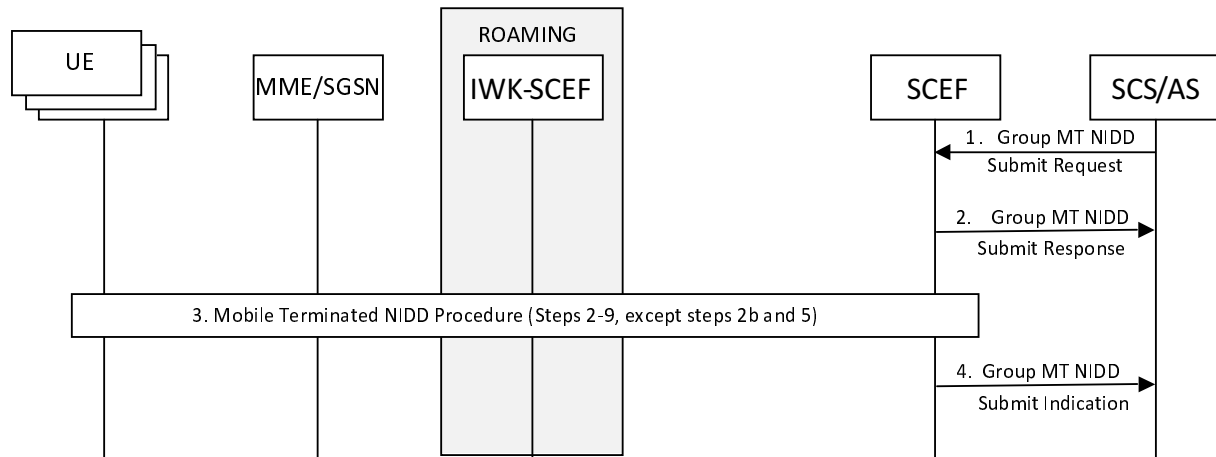 ROAMING
UE
MME/SGSN
IWK-SCEF
SCEF
SCS/AS
1. Group MT NIDD
Submit Request
2. Group MT NIDD
Submit Response
3. Mobile Terminated NIDD Procedure (Steps 2-9, except steps 2b and 5)
4. Group MT NIDD
Submit Indication